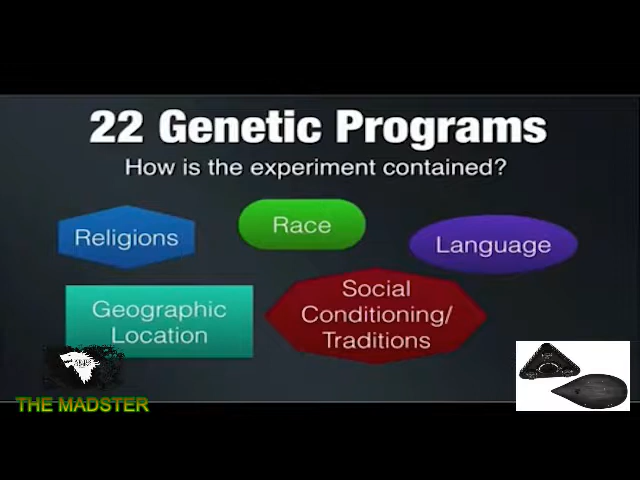 22 Genetic Programs
How is the experiment contained?
Religions
Race
Language
Geographic
Location
Social
Conditioning/
Traditions
THE MADSTER